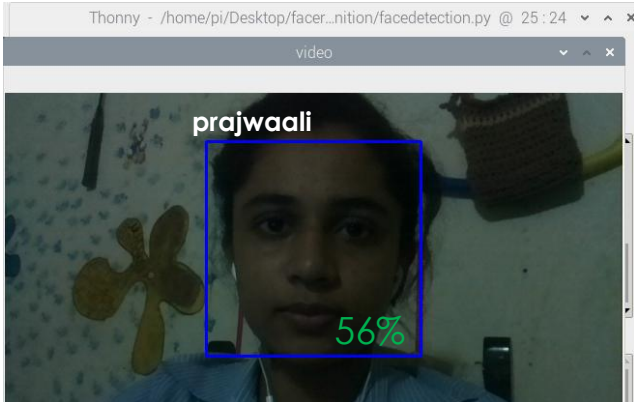 Thonny - /home/pi/Desktop/facer...nition/facedetection.py @ 25:24
video
prajwaali
56%